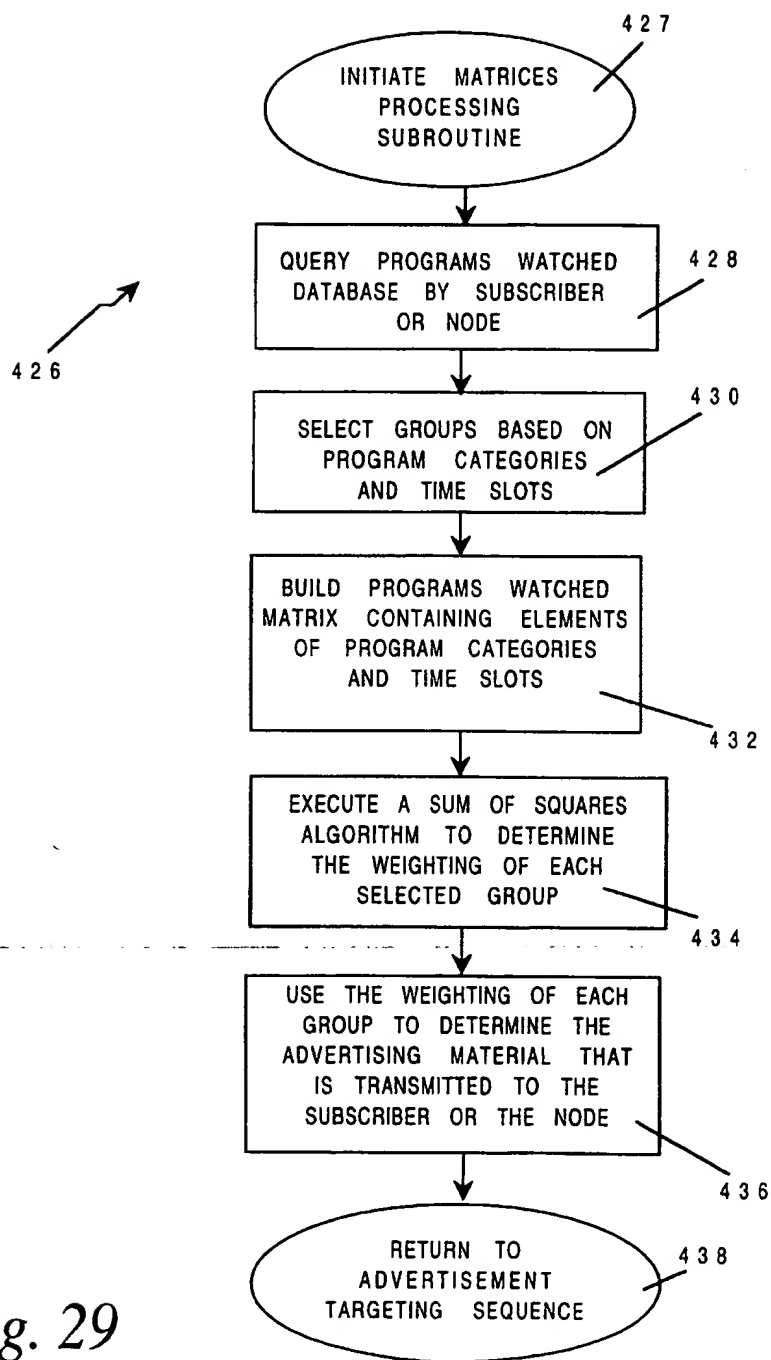 427
INITIATE MATRICES
PROCESSING
SUBROUTINE
428
QUERY PROGRAMS WATCHED
DATABASE BY SUBSCRIBER
OR NODE
426
430
SELECT GROUPS BASED ON
PROGRAM CATEGORIES
AND TIME SLOTS
BUILD PROGRAMS WATCHED
MATRIX CONTAINING ELEMENTS
OF PROGRAM CATEGORIES
AND TIME SLOTS
432
EXECUTE A SUM OF SQUARES
ALGORITHM TO DETERMINE
THE WEIGHTING OF EACH
SELECTED GROUP
434
USE THE WEIGHTING OF EACH
GROUP TO DETERMINE THE
ADVERTISING MATERIAL THAT
IS TRANSMITTED TO THE
SUBSCRIBER OR THE NODE
436
RETURN TO
ADVERTISEMENT
TARGETING SEQUENCE
438
g. 29